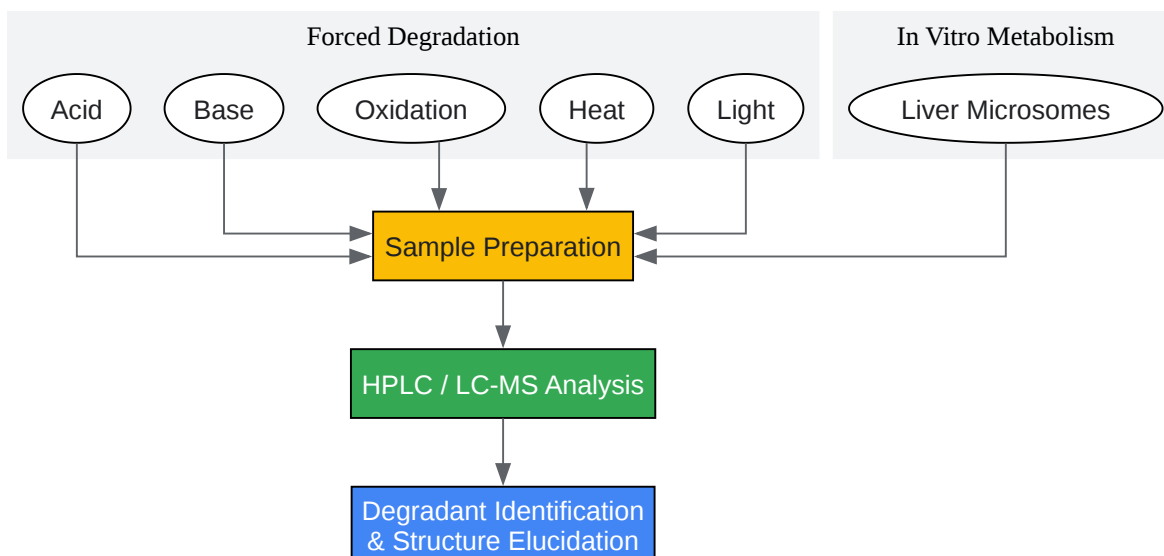 Forced Degradation
In Vitro Metabolism
Acid
Base
Oxidation
Heat
Light
Liver Microsomes
Sample Preparation
HPLC / LC-MS Analysis
Degradant Identification
& Structure Elucidation